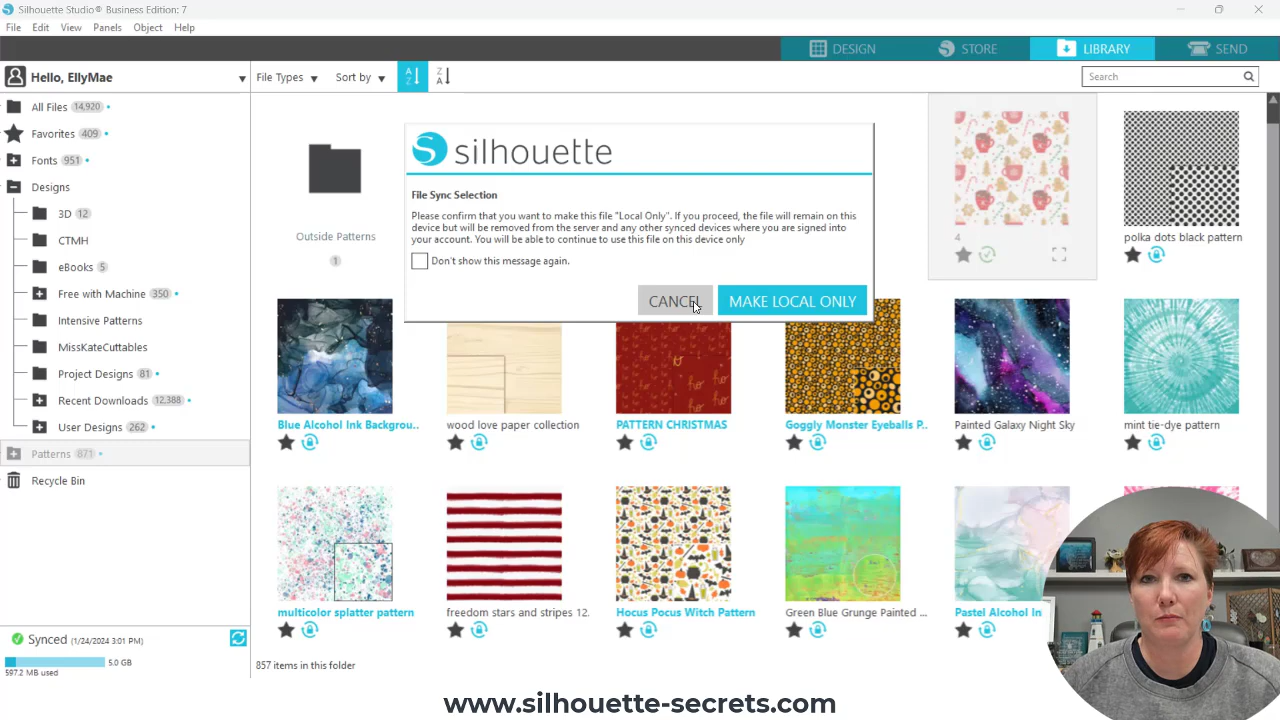 Silhouette Studio® Business Edition: 7
File Edit View Panels Object Help
DESIGN STORE LIBRARY SEND
Hello, EllyMae
File Types Sort by A Z Z A Search
All Files 14,920
Favorites 409
Fonts 951
Designs
3D 12
CTMH
eBooks 5
Free with Machine 350
Intensive Patterns
MissKateCuttables
Project Designs 81
Recent Downloads 12,388
User Designs 262
Patterns 871
Recycle Bin
Synced (1/24/2024 3:01 PM)
5.0 GB
597.2 MB used
Outside Patterns
1
silhouette
File Sync Selection
Please confirm that you want to make this file "Local Only". If you proceed, the file will remain on this
device but will be removed from the server and any other synced devices where you are signed into
your account. You will be able to continue to use this file on this device only
Don't show this message again.
CANCEL MAKE LOCAL ONLY
4
polka dots black pattern
Blue Alcohol Ink Backgrou..
wood love paper collection
PATTERN CHRISTMAS
Goggly Monster Eyeballs P..
Painted Galaxy Night Sky
mint tie-dye pattern
multicolor splatter pattern
freedom stars and stripes 12.
Hocus Pocus Witch Pattern
Green Blue Grunge Painted ...
Pastel Alcohol In
857 items in this folder
www.silhouette-secrets.com